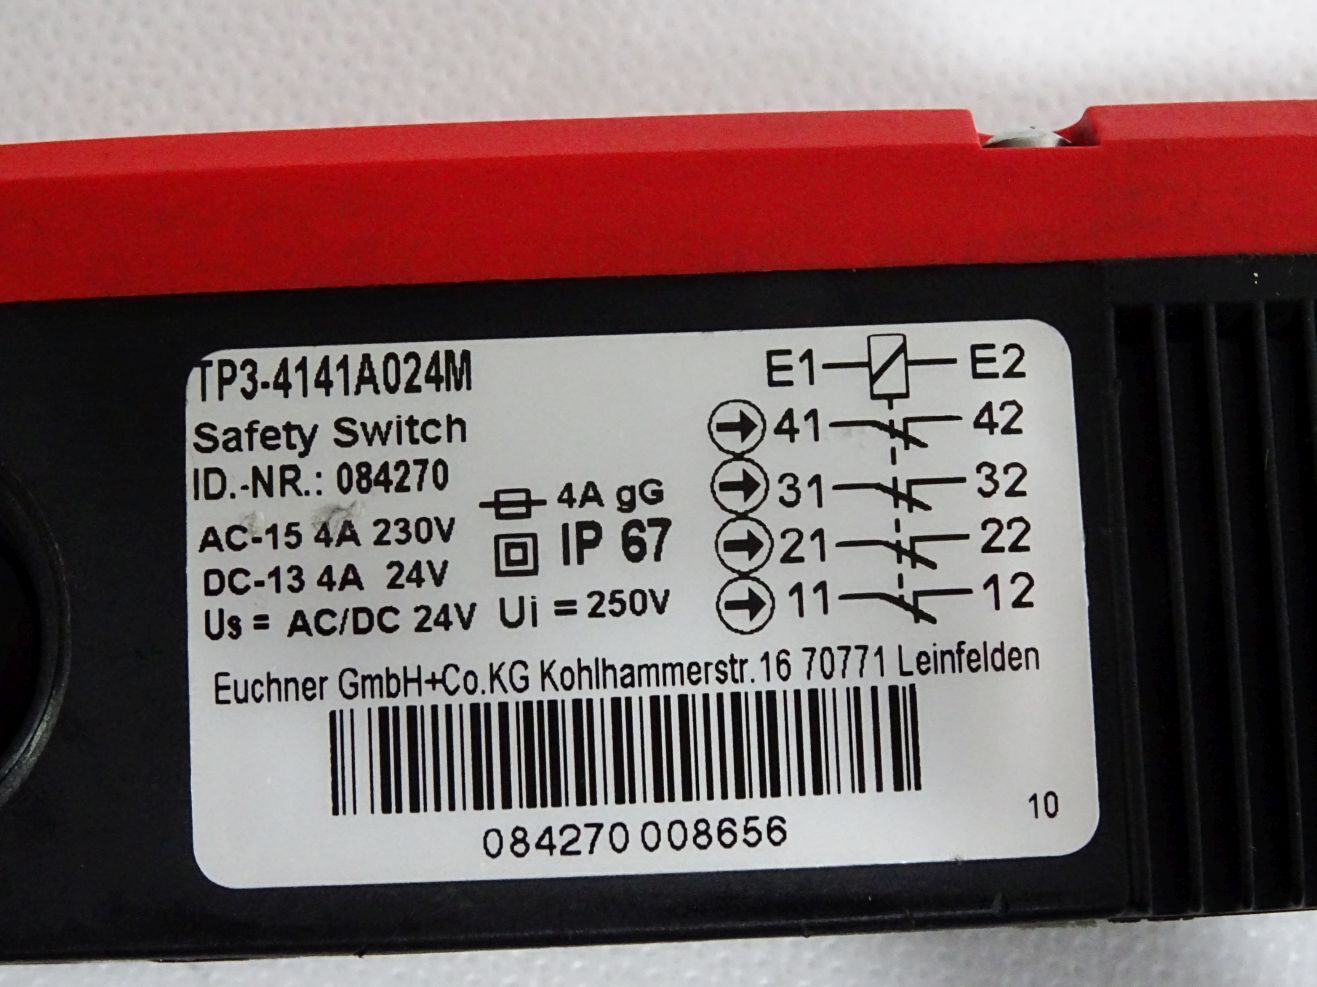 TP3-4141A024M
Safety Switch
ID.-NR.: 084270
AC-15 4A 230V
DC-13 4A 24V
Us = AC/DC 24V
4A gG
IP 67
Ui = 250V
E1 E2
41 42
31 32
21 22
11 12
Euchner GmbH+Co.KG Kohlhammerstr. 16 70771 Leinfelden
084270 008656
10